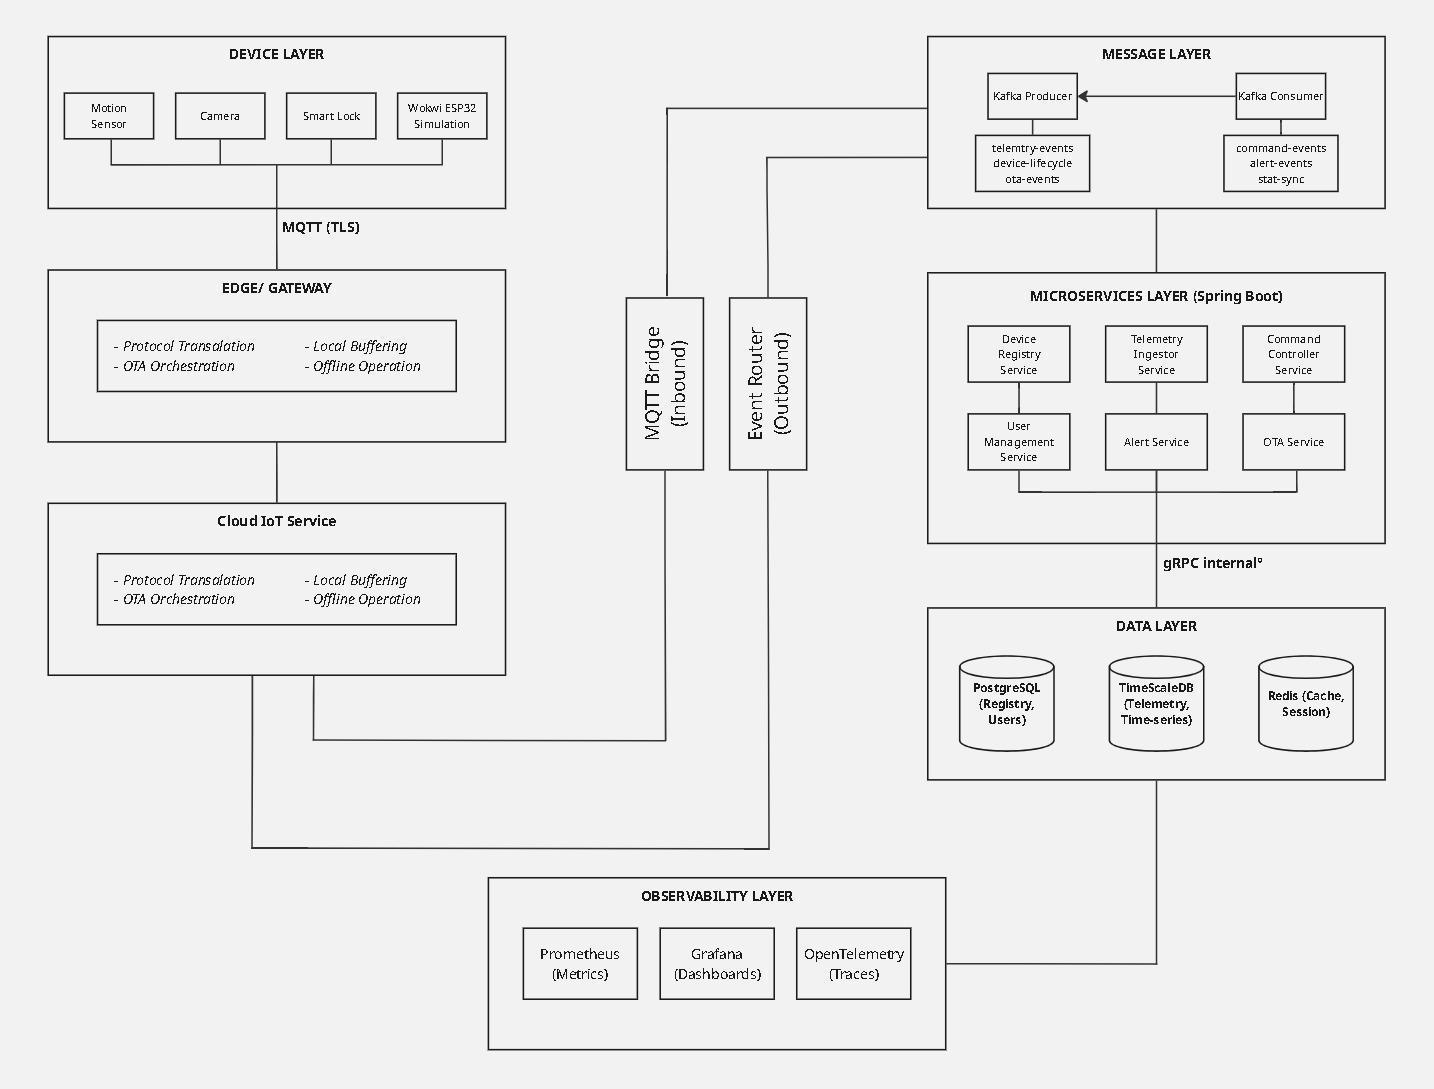 DEVICE LAYER
Motion
Sensor
Camera
Smart Lock
Wokwi ESP32
Simulation
MQTT (TLS)
EDGE/ GATEWAY
- Protocol Transalation
- Local Buffering
- OTA Orchestration
- Offline Operation
Cloud IoT Service
- Protocol Transalation
- Local Buffering
- OTA Orchestration
- Offline Operation
MQTT Bridge
(Inbound)
Event Router
(Outbound)
MESSAGE LAYER
Kafka Producer
Kafka Consumer
telemtry-events
device-lifecycle
ota-events
command-events
alert-events
stat-sync
MICROSERVICES LAYER (Spring Boot)
Device
Registry
Service
Telemetry
Ingestor
Service
Command
Controller
Service
User
Management
Service
Alert Service
OTA Service
gRPC internal°
DATA LAYER
PostgreSQL
(Registry,
Users)
TimeScaleDB
(Telemetry,
Time-series)
Redis (Cache,
Session)
OBSERVABILITY LAYER
Prometheus
(Metrics)
Grafana
(Dashboards)
OpenTelemetry
(Traces)